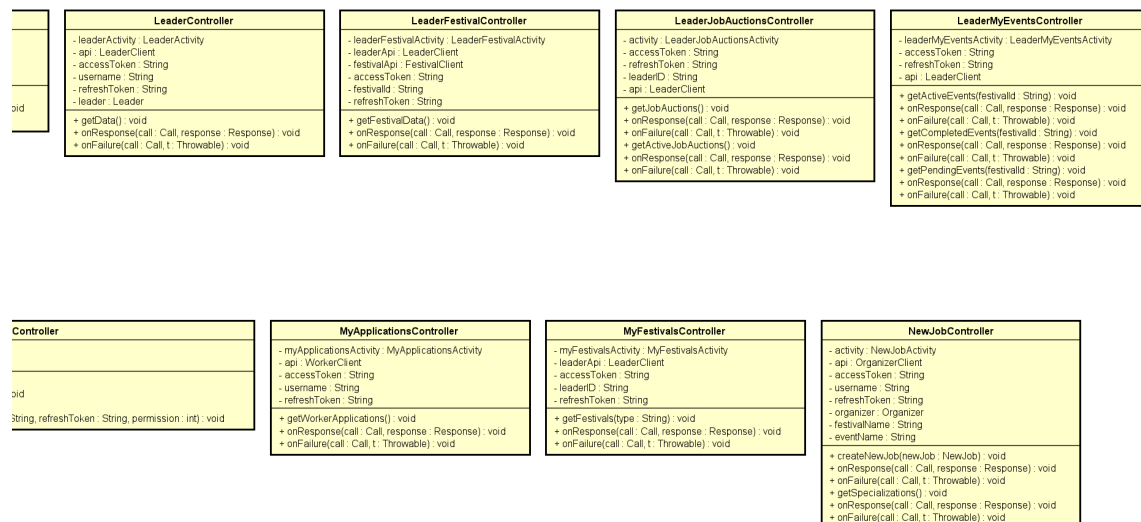 oid
LeaderController
- leaderActivity : LeaderActivity
- api : LeaderClient
- accessToken : String
- username : String
- refreshToken : String
- leader : Leader
+ getData() : void
+ onResponse(call : Call, response : Response) : void
+ onFailure(call : Call, t : Throwable) : void
LeaderFestivalController
- leaderFestivalActivity : LeaderFestivalActivity
- leaderApi : LeaderClient
- festivalApi : FestivalClient
- accessToken : String
- festivalId : String
- refreshToken : String
+ getFestivalData() : void
+ onResponse(call : Call, response : Response) : void
+ onFailure(call : Call, t : Throwable) : void
LeaderJobAuctionsController
- activity : LeaderJobAuctionsActivity
- accessToken : String
- refreshToken : String
- leaderID : String
- api : LeaderClient
+ getJobAuctions() : void
+ onResponse(call : Call, response : Response) : void
+ onFailure(call : Call, t : Throwable) : void
+ getActiveJobAuctions() : void
+ onResponse(call : Call, response : Response) : void
+ onFailure(call : Call, t : Throwable) : void
LeaderMyEventsController
- leaderMyEventsActivity : LeaderMyEventsActivity
- accessToken : String
- refreshToken : String
- api : LeaderClient
+ getActiveEvents(festivalId : String) : void
+ onResponse(call : Call, response : Response) : void
+ onFailure(call : Call, t : Throwable) : void
+ getCompletedEvents(festivalId : String) : void
+ onResponse(call : Call, response : Response) : void
+ onFailure(call : Call, t : Throwable) : void
+ getPendingEvents(festivalId : String) : void
+ onResponse(call : Call, response : Response) : void
+ onFailure(call : Call, t : Throwable) : void
Controller
oid
String, refreshToken : String, permission : int) : void
MyApplicationsController
- myApplicationsActivity : MyApplicationsActivity
- api : WorkerClient
- accessToken : String
- username : String
- refreshToken : String
+ getWorkerApplications() : void
+ onResponse(call : Call, response : Response) : void
+ onFailure(call : Call, t : Throwable) : void
MyFestivalsController
- myFestivalsActivity : MyFestivalsActivity
- leaderApi : LeaderClient
- accessToken : String
- leaderID : String
- refreshToken : String
+ getFestivals(type : String) : void
+ onResponse(call : Call, response : Response) : void
+ onFailure(call : Call, t : Throwable) : void
NewJobController
- activity : NewJobActivity
- api : OrganizerClient
- accessToken : String
- username : String
- refreshToken : String
- organizer : Organizer
- festivalName : String
- eventName : String
+ createNewJob(newJob : NewJob) : void
+ onResponse(call : Call, response : Response) : void
+ onFailure(call : Call, t : Throwable) : void
+ getSpecializations() : void
+ onResponse(call : Call, response : Response) : void
+ onFailure(call : Call, t : Throwable) : void